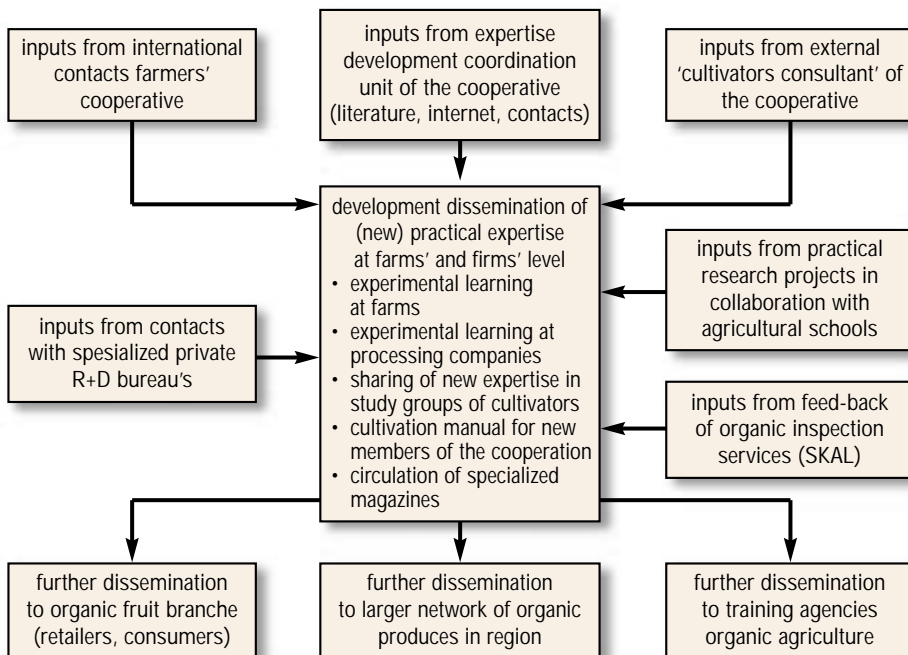 inputs from international
contacts farmers'
cooperative
inputs from expertise
development coordination
unit of the cooperative
(literature, internet, contacts)
inputs from external
'cultivators consultant' of
the cooperative
development dissemination of
(new) practical expertise
at farms' and firms' level
• experimental learning
at farms
• experimental learning at
processing companies
• sharing of new expertise in
study groups of cultivators
• cultivation manual for new
members of the cooperation
• circulation of specialized
magazines
inputs from contacts
with spesialized private
R+D bureau's
inputs from practical
research projects in
collaboration with
agricultural schools
inputs from feed-back
of organic inspection
services (SKAL)
further dissemination
to organic fruit branche
(retailers, consumers)
further dissemination
to larger network of organic
produces in region
further dissemination
to training agencies
organic agriculture